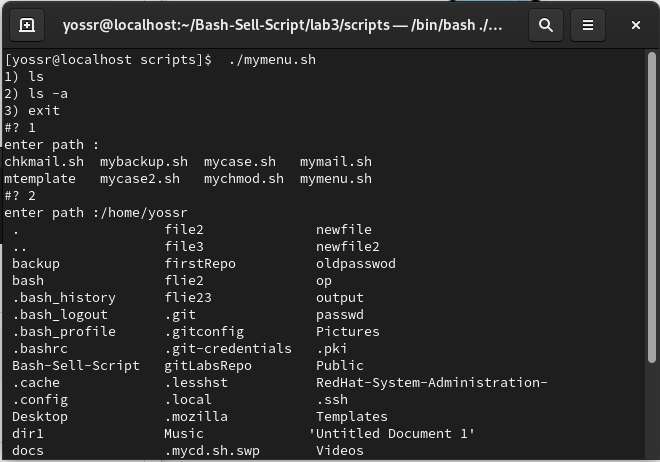 yossr@localhost:~/Bash-Sell-Script/lab3/scripts — /bin/bash ./...
[yossr@localhost scripts]$  ./mymenu.sh
1) ls
2) ls -a
3) exit
#? 1
enter path :
chkmail.sh  mybackup.sh  mycase.sh   mymail.sh
mtemplate   mycase2.sh   mychmod.sh  mymenu.sh
#? 2
enter path :/home/yossr
 .                  file2              newfile
 ..                 file3              newfile2
 backup             firstRepo          oldpasswod
 bash               flie2              op
 .bash_history      flie23             output
 .bash_logout       .git               passwd
 .bash_profile      .gitconfig         Pictures
 .bashrc            .git-credentials   .pki
 Bash-Sell-Script   gitLabsRepo        Public
 .cache             .lesshst           RedHat-System-Administration-
 .config            .local             .ssh
 Desktop            .mozilla           Templates
 dir1               Music             'Untitled Document 1'
 docs               .mycd.sh.swp       Videos